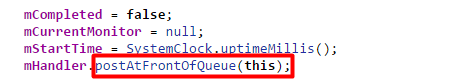 mCompleted = false;
mCurrentMonitor = null;
mStartTime = SystemClock.uptimeMillis();
mHandler.postAtFrontOfQueue(this);